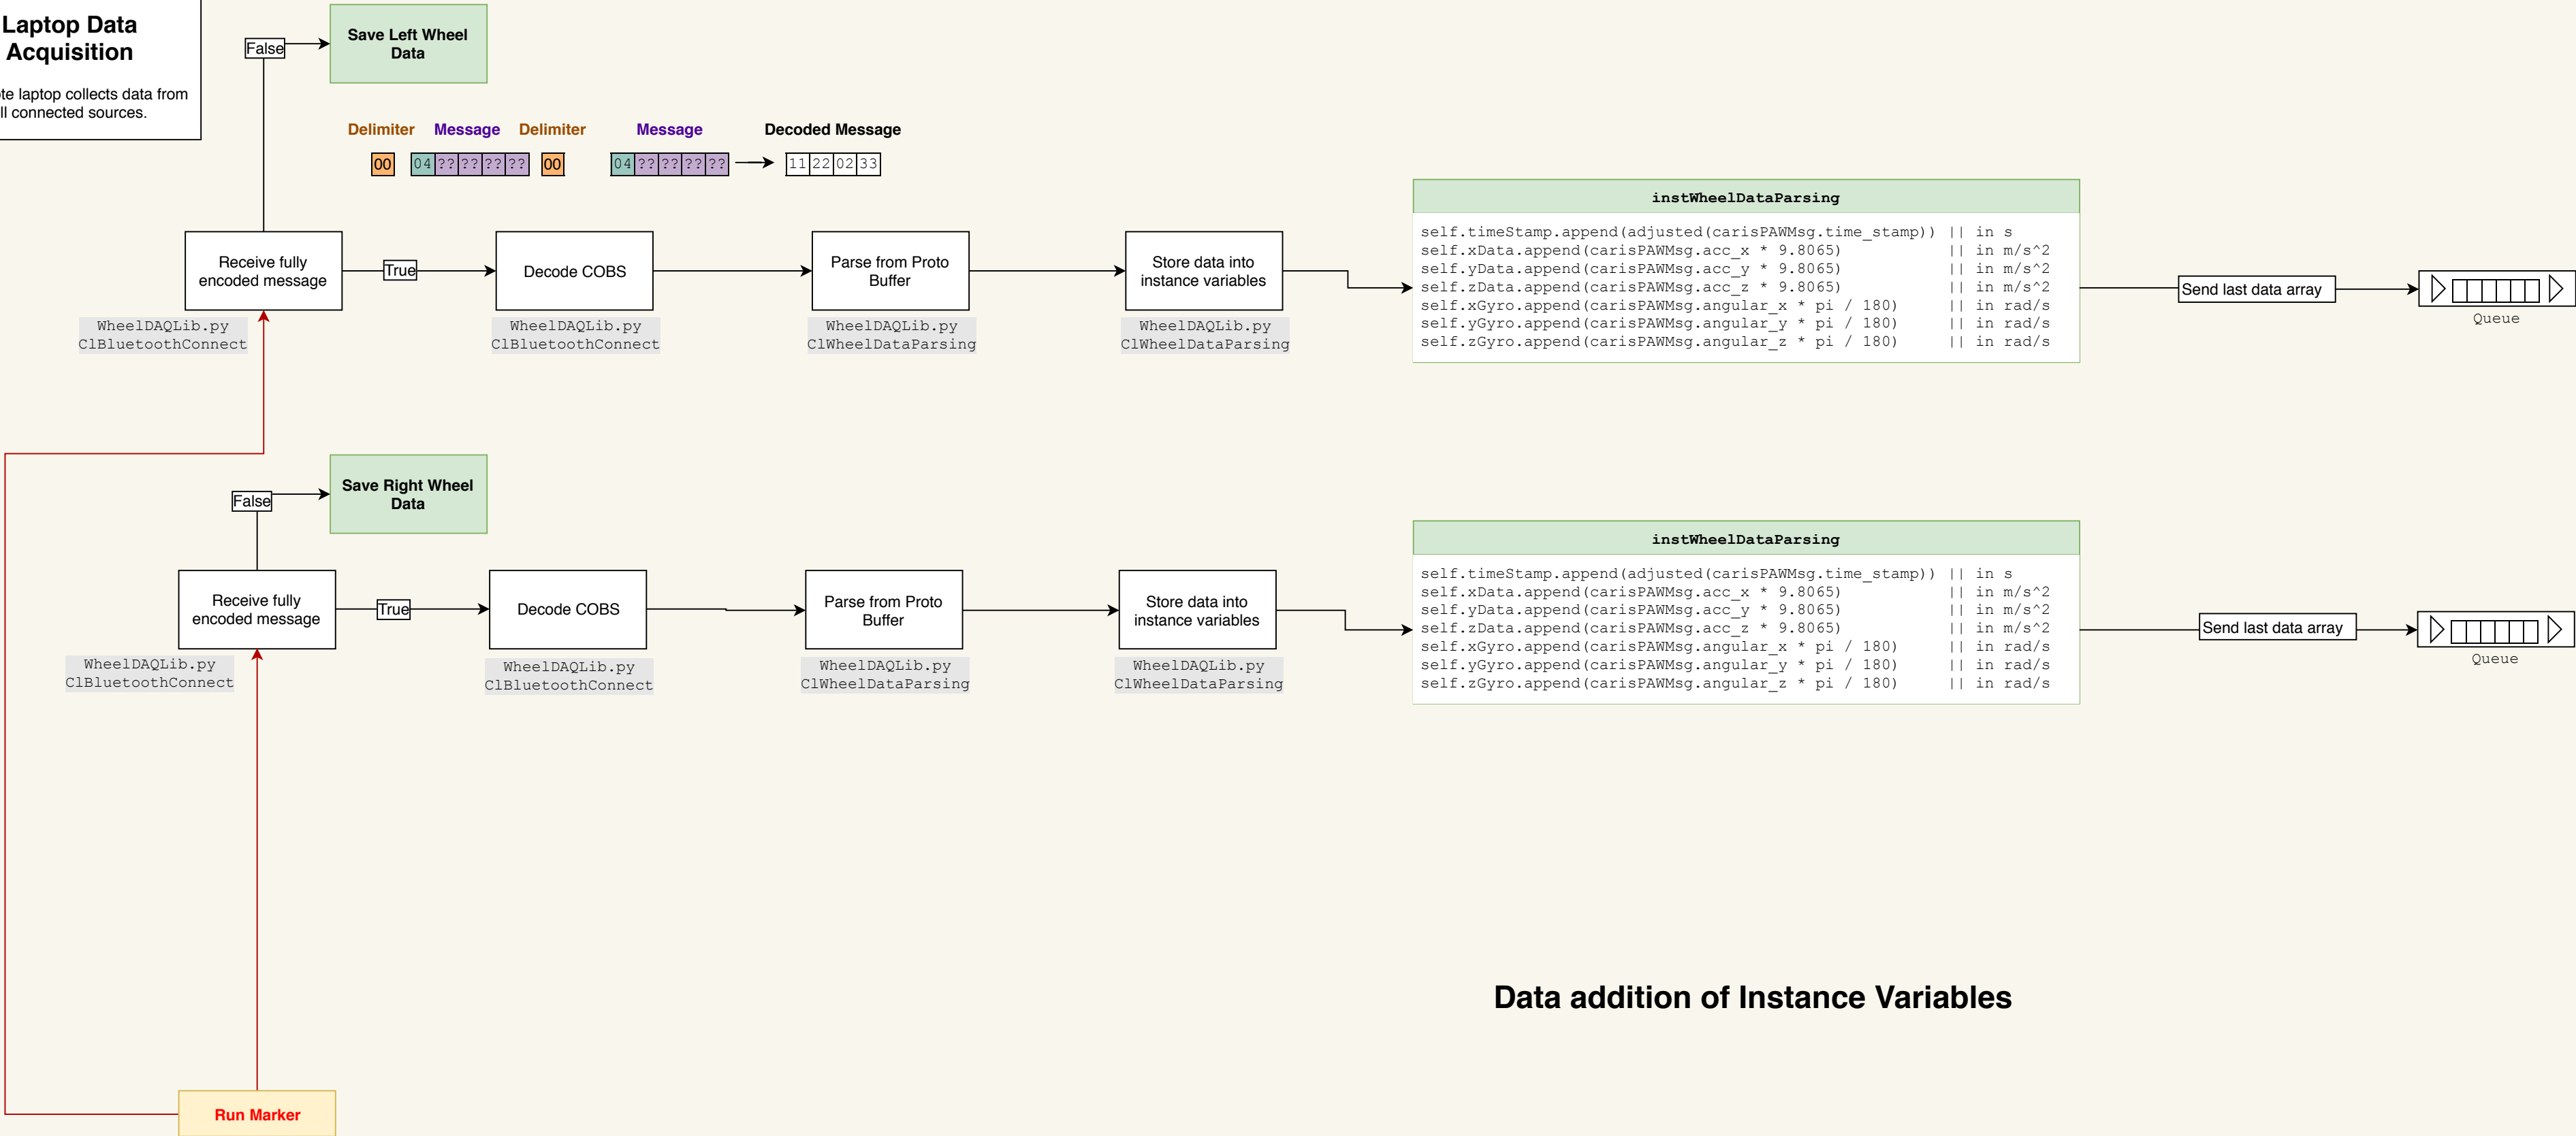 Laptop Data
Acquisition
te laptop collects data from
ll connected sources.
False
Save Left Wheel
Data
Delimiter Message Delimiter Message Decoded Message
00 04 ?? ?? ?? ?? 00 04 ?? ?? ?? ?? 11 22 02 33
Receive fully
encoded message
True
Decode COBS
Parse from Proto
Buffer
Store data into
instance variables
WheelDAQLib.py
ClBluetoothConnect
WheelDAQLib.py
ClBluetoothConnect
WheelDAQLib.py
ClWheelDataParsing
WheelDAQLib.py
ClWheelDataParsing
instWheelDataParsing
self.timeStamp.append(adjusted(carisPAWMsg.time_stamp)) || in s
self.xData.append(carisPAWMsg.acc_x * 9.8065) || in m/s^2
self.yData.append(carisPAWMsg.acc_y * 9.8065) || in m/s^2
self.zData.append(carisPAWMsg.acc_z * 9.8065) || in m/s^2
self.xGyro.append(carisPAWMsg.angular_x * pi / 180) || in rad/s
self.yGyro.append(carisPAWMsg.angular_y * pi / 180) || in rad/s
self.zGyro.append(carisPAWMsg.angular_z * pi / 180) || in rad/s
Send last data array
Queue
False
Save Right Wheel
Data
Receive fully
encoded message
True
Decode COBS
Parse from Proto
Buffer
Store data into
instance variables
WheelDAQLib.py
ClBluetoothConnect
WheelDAQLib.py
ClBluetoothConnect
WheelDAQLib.py
ClWheelDataParsing
WheelDAQLib.py
ClWheelDataParsing
instWheelDataParsing
self.timeStamp.append(adjusted(carisPAWMsg.time_stamp)) || in s
self.xData.append(carisPAWMsg.acc_x * 9.8065) || in m/s^2
self.yData.append(carisPAWMsg.acc_y * 9.8065) || in m/s^2
self.zData.append(carisPAWMsg.acc_z * 9.8065) || in m/s^2
self.xGyro.append(carisPAWMsg.angular_x * pi / 180) || in rad/s
self.yGyro.append(carisPAWMsg.angular_y * pi / 180) || in rad/s
self.zGyro.append(carisPAWMsg.angular_z * pi / 180) || in rad/s
Send last data array
Queue
Data addition of Instance Variables
Run Marker